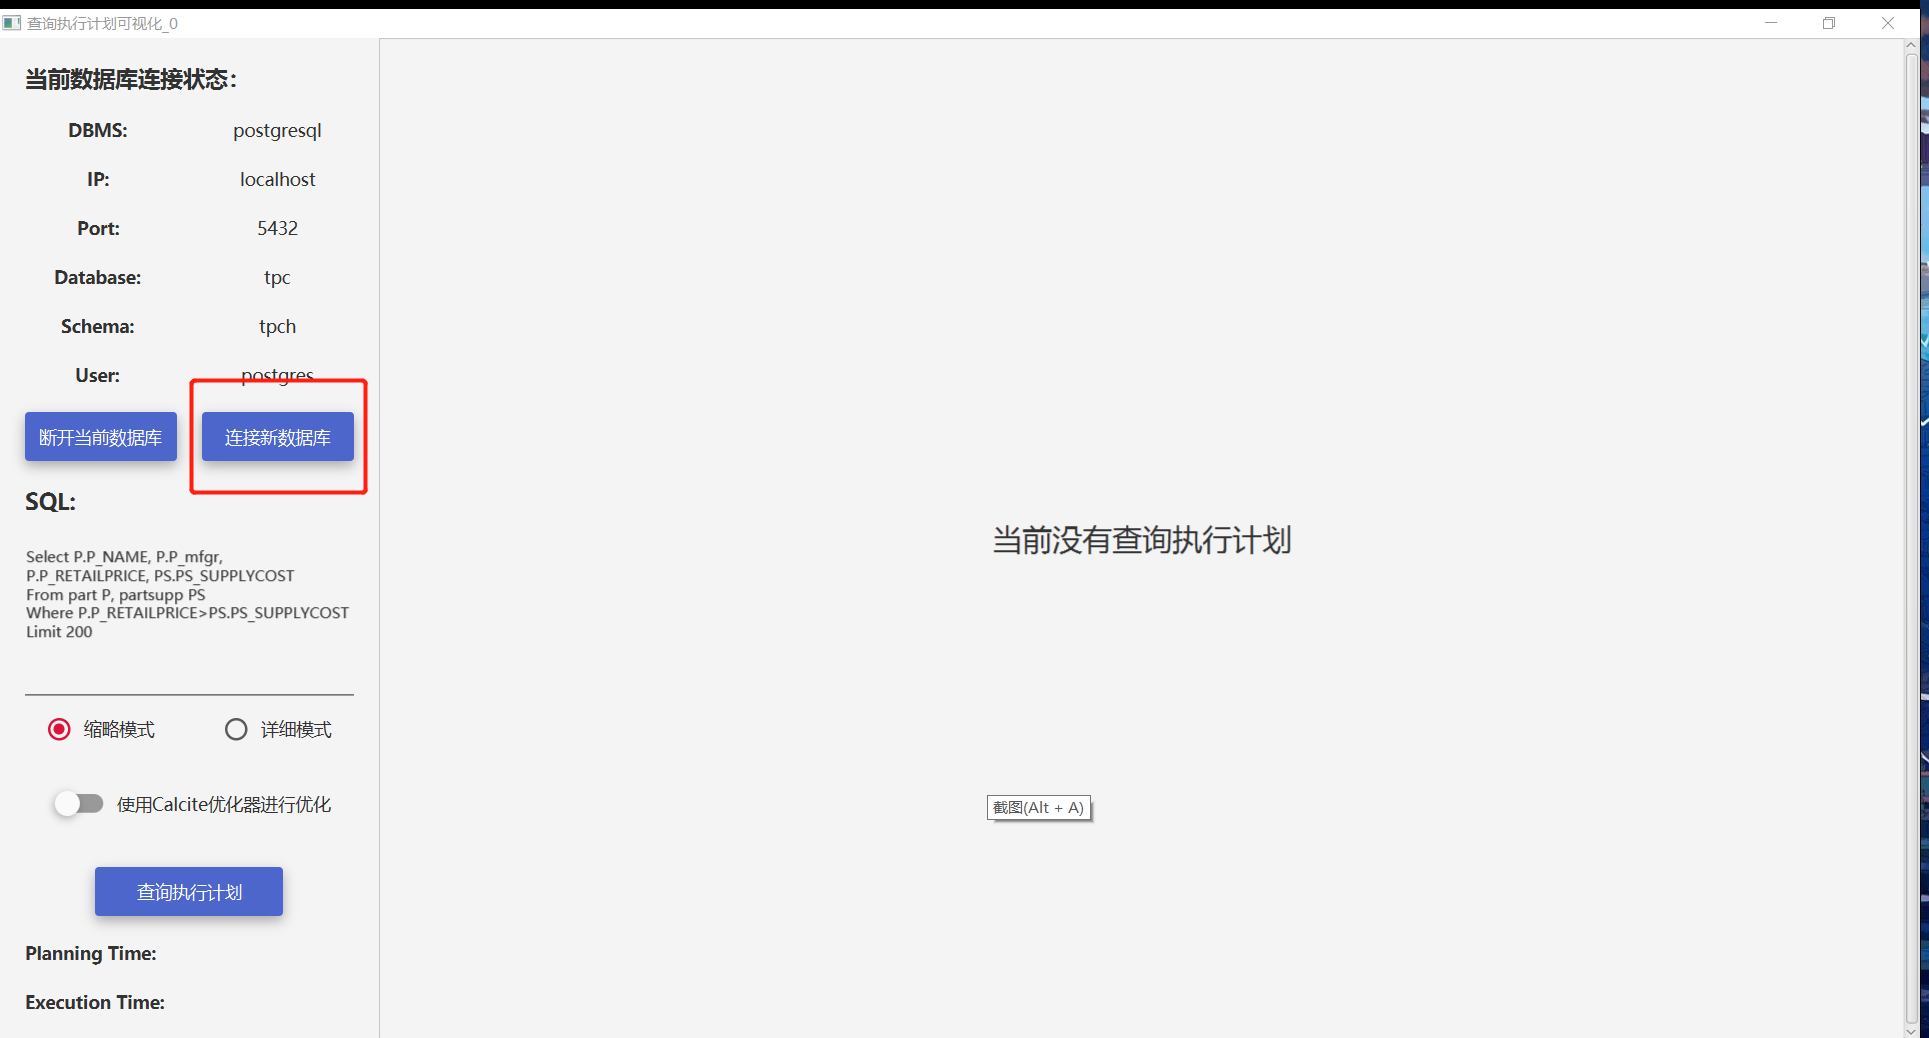 查询执行计划可视化_0
当前数据库连接状态：
DBMS: postgresql
IP: localhost
Port: 5432
Database: tpc
Schema: tpch
User: postgres
断开当前数据库 连接新数据库
SQL:
Select P.P_NAME, P.P_mfgr,
P.P_RETAILPRICE, PS.PS_SUPPLYCOST
From part P, partsupp PS
Where P.P_RETAILPRICE>PS.PS_SUPPLYCOST
Limit 200
缩略模式 详细模式
使用Calcite优化器进行优化
查询执行计划
Planning Time:
Execution Time:
当前没有查询执行计划
截图(Alt + A)